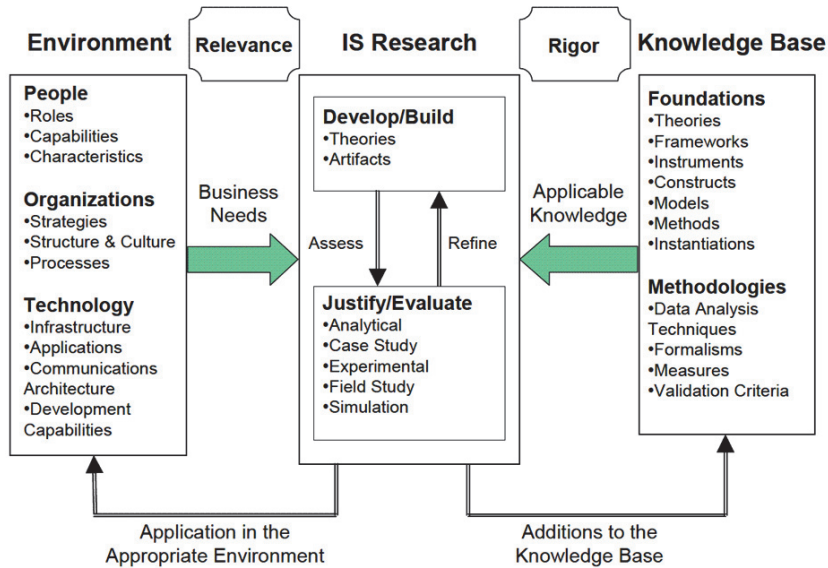 Environment
Relevance
IS Research
Rigor
Knowledge Base
People
•Roles
•Capabilities
•Characteristics
Organizations
•Strategies
•Structure & Culture
•Processes
Technology
•Infrastructure
•Applications
•Communications
Architecture
•Development
Capabilities
Business
Needs
Develop/Build
•Theories
•Artifacts
Assess
Refine
Justify/Evaluate
•Analytical
•Case Study
•Experimental
•Field Study
•Simulation
Applicable
Knowledge
Foundations
•Theories
•Frameworks
•Instruments
•Constructs
•Models
•Methods
•Instantiations
Methodologies
•Data Analysis
Techniques
•Formalisms
•Measures
•Validation Criteria
Application in the
Appropriate Environment
Additions to the
Knowledge Base